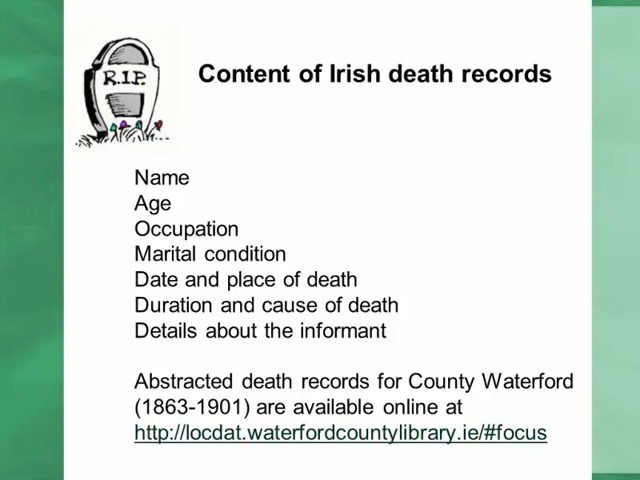 R.I.P.
Content of Irish death records
Name
Age
Occupation
Marital condition
Date and place of death
Duration and cause of death
Details about the informant
Abstracted death records for County Waterford
(1863-1901) are available online at
http://locdat.waterfordcountylibrary.ie/#focus